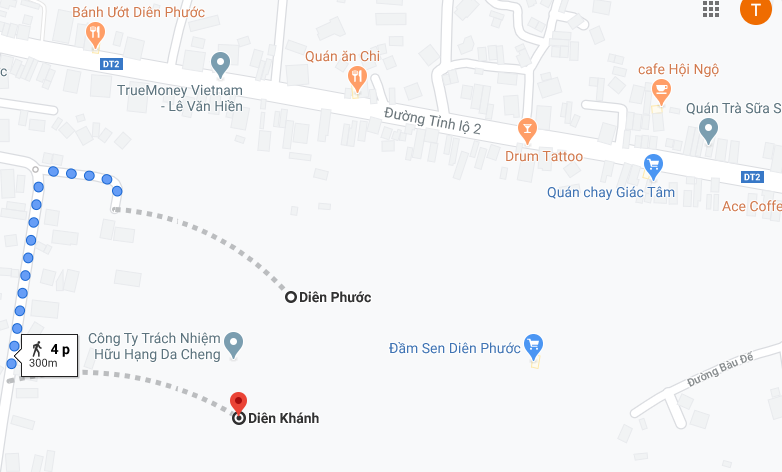 Bánh Ướt Diên Phước
T
DT2
Quán ăn Chi
cafe Hội Ngộ
c
TrueMoney Vietnam
- Lê Văn Hiền
Quán Trà Sữa S
Đường Tỉnh lộ 2
Drum Tattoo
DT2
Quán chay Giác Tâm
Ace Coffe
Diên Phước
4 p
300m
Công Ty Trách Nhiệm
Hữu Hạng Da Cheng
Đầm Sen Diên Phước
Đường Bàu Dế
Diên Khánh